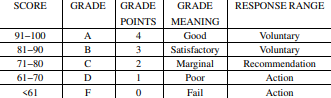 SCORE GRADE GRADE POINTS GRADE MEANING RESPONSE RANGE
91–100 A 4 Good Voluntary
81–90 B 3 Satisfactory Voluntary
71–80 C 2 Marginal Recommendation
61–70 D 1 Poor Action
<61 F 0 Fail Action